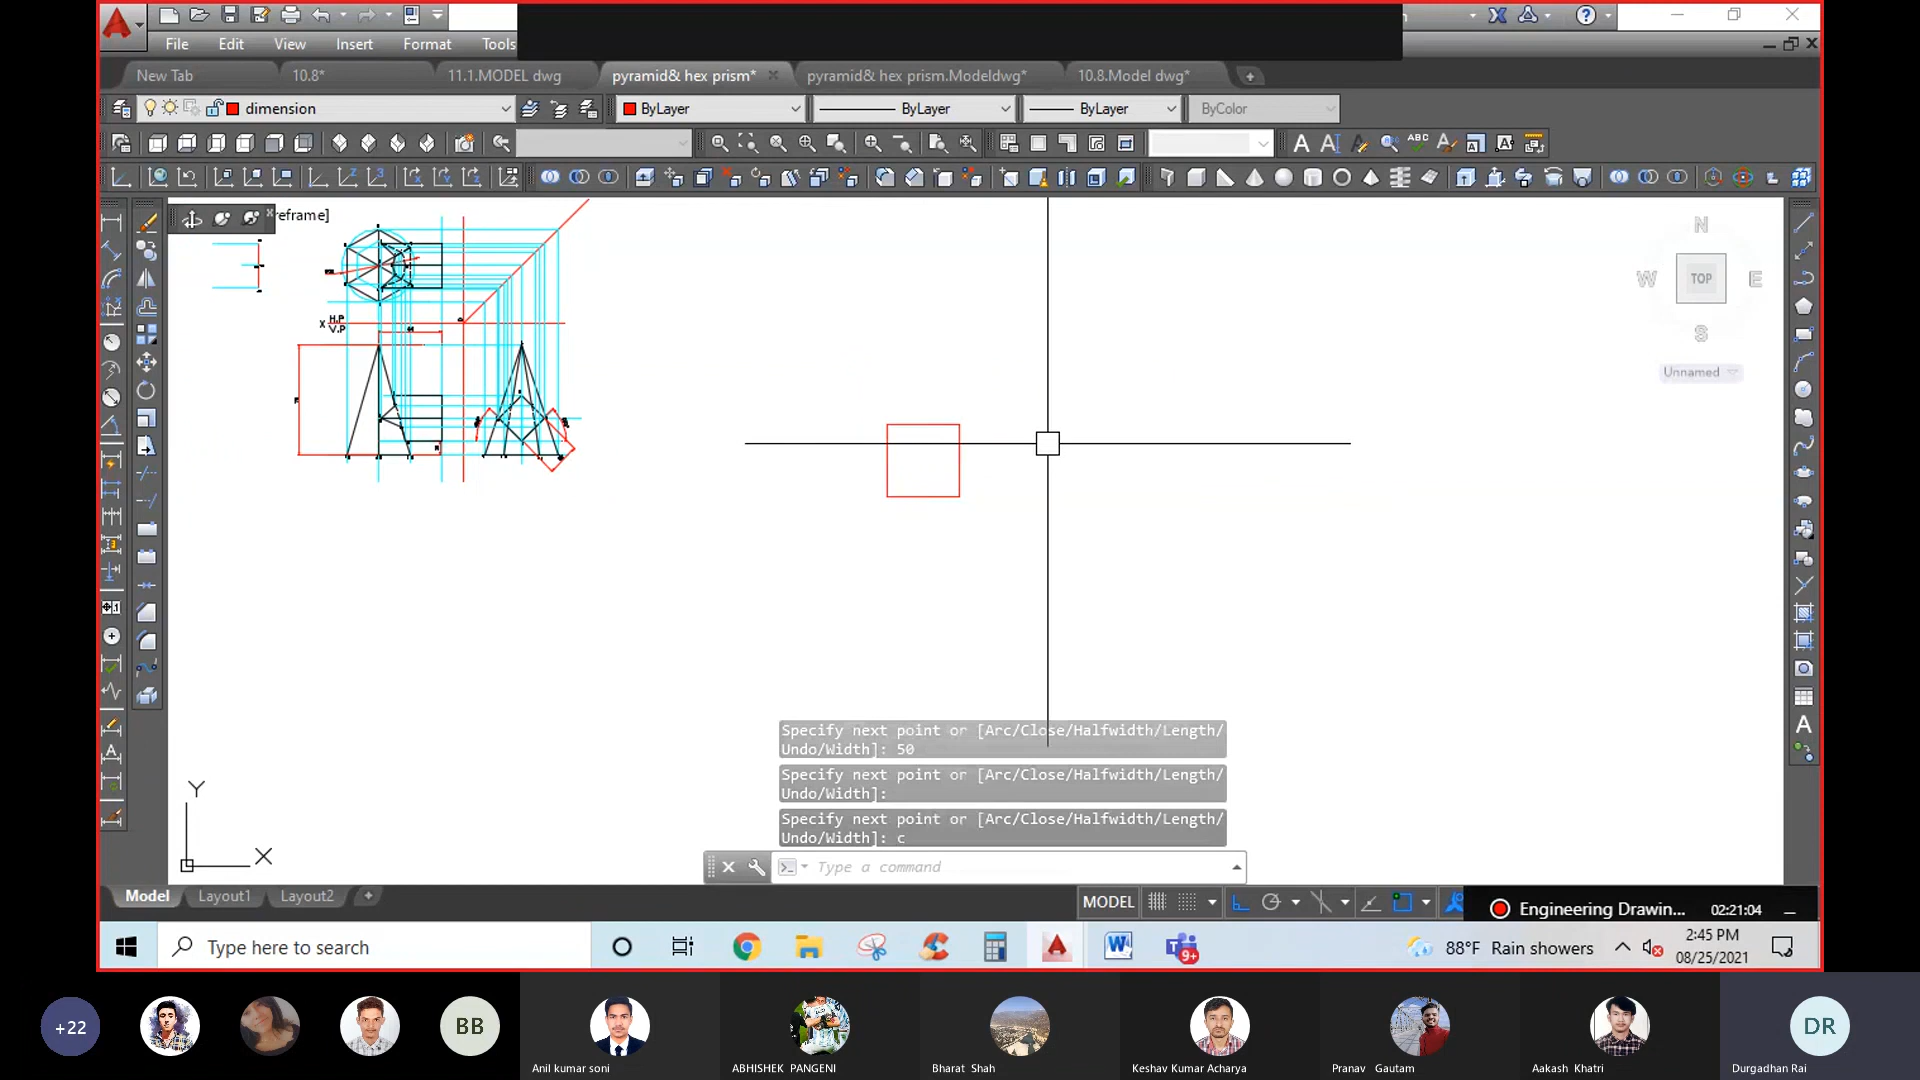 File Edit View Insert Format Tools
New Tab 10.8* 11.1.MODEL dwg pyramid& hex prism* pyramid& hex prism.Modeldwg* 10.8.Model dwg*
dimension ByLayer ByLayer ByLayer ByColor
reframe]
N
W TOP E
S
Unnamed
X H.P
V.P
Specify next point or [Arc/Close/Halfwidth/Length/
Undo/Width]: 50
Specify next point or [Arc/Close/Halfwidth/Length/
Undo/Width]:
Specify next point or [Arc/Close/Halfwidth/Length/
Undo/Width]: c
Y
X
Type a command
Model Layout1 Layout2
MODEL
Engineering Drawin... 02:21:04
Type here to search
9+
88°F Rain showers
2:45 PM
08/25/2021
+22
BB
DR
Anil kumar soni
ABHISHEK PANGENI
Bharat Shah
Keshav Kumar Acharya
Pranav Gautam
Aakash Khatri
Durgadhan Rai